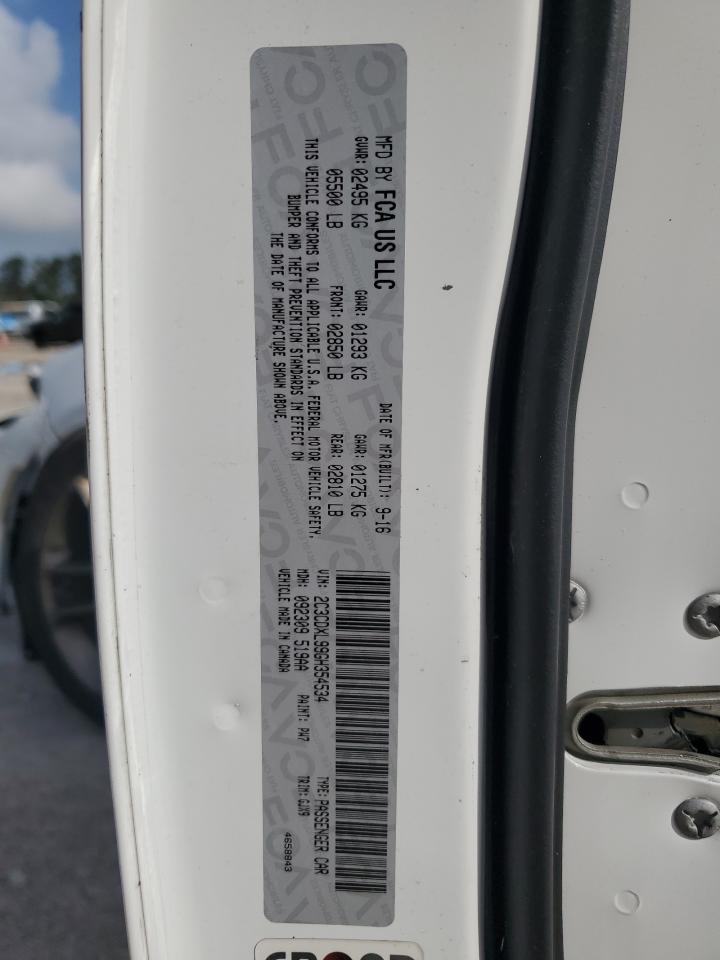 MFD BY FCA US LLC
DATE OF MFR(BUILT): 9-16
GVWR: 02495 KG GAWR: 01293 KG GAWR: 01275 KG
05500 LB FRONT: 02850 LB REAR: 02810 LB
THIS VEHICLE CONFORMS TO ALL APPLICABLE U.S.A. FEDERAL MOTOR VEHICLE SAFETY,
BUMPER AND THEFT PREVENTION STANDARDS IN EFFECT ON
THE DATE OF MANUFACTURE SHOWN ABOVE.
VIN: 2C3CDXL99GH354534 TYPE: PASSENGER CAR
MDH: 092309 519AA PAINT: PW7 TRIM: GJX9
VEHICLE MADE IN CANADA
4658843